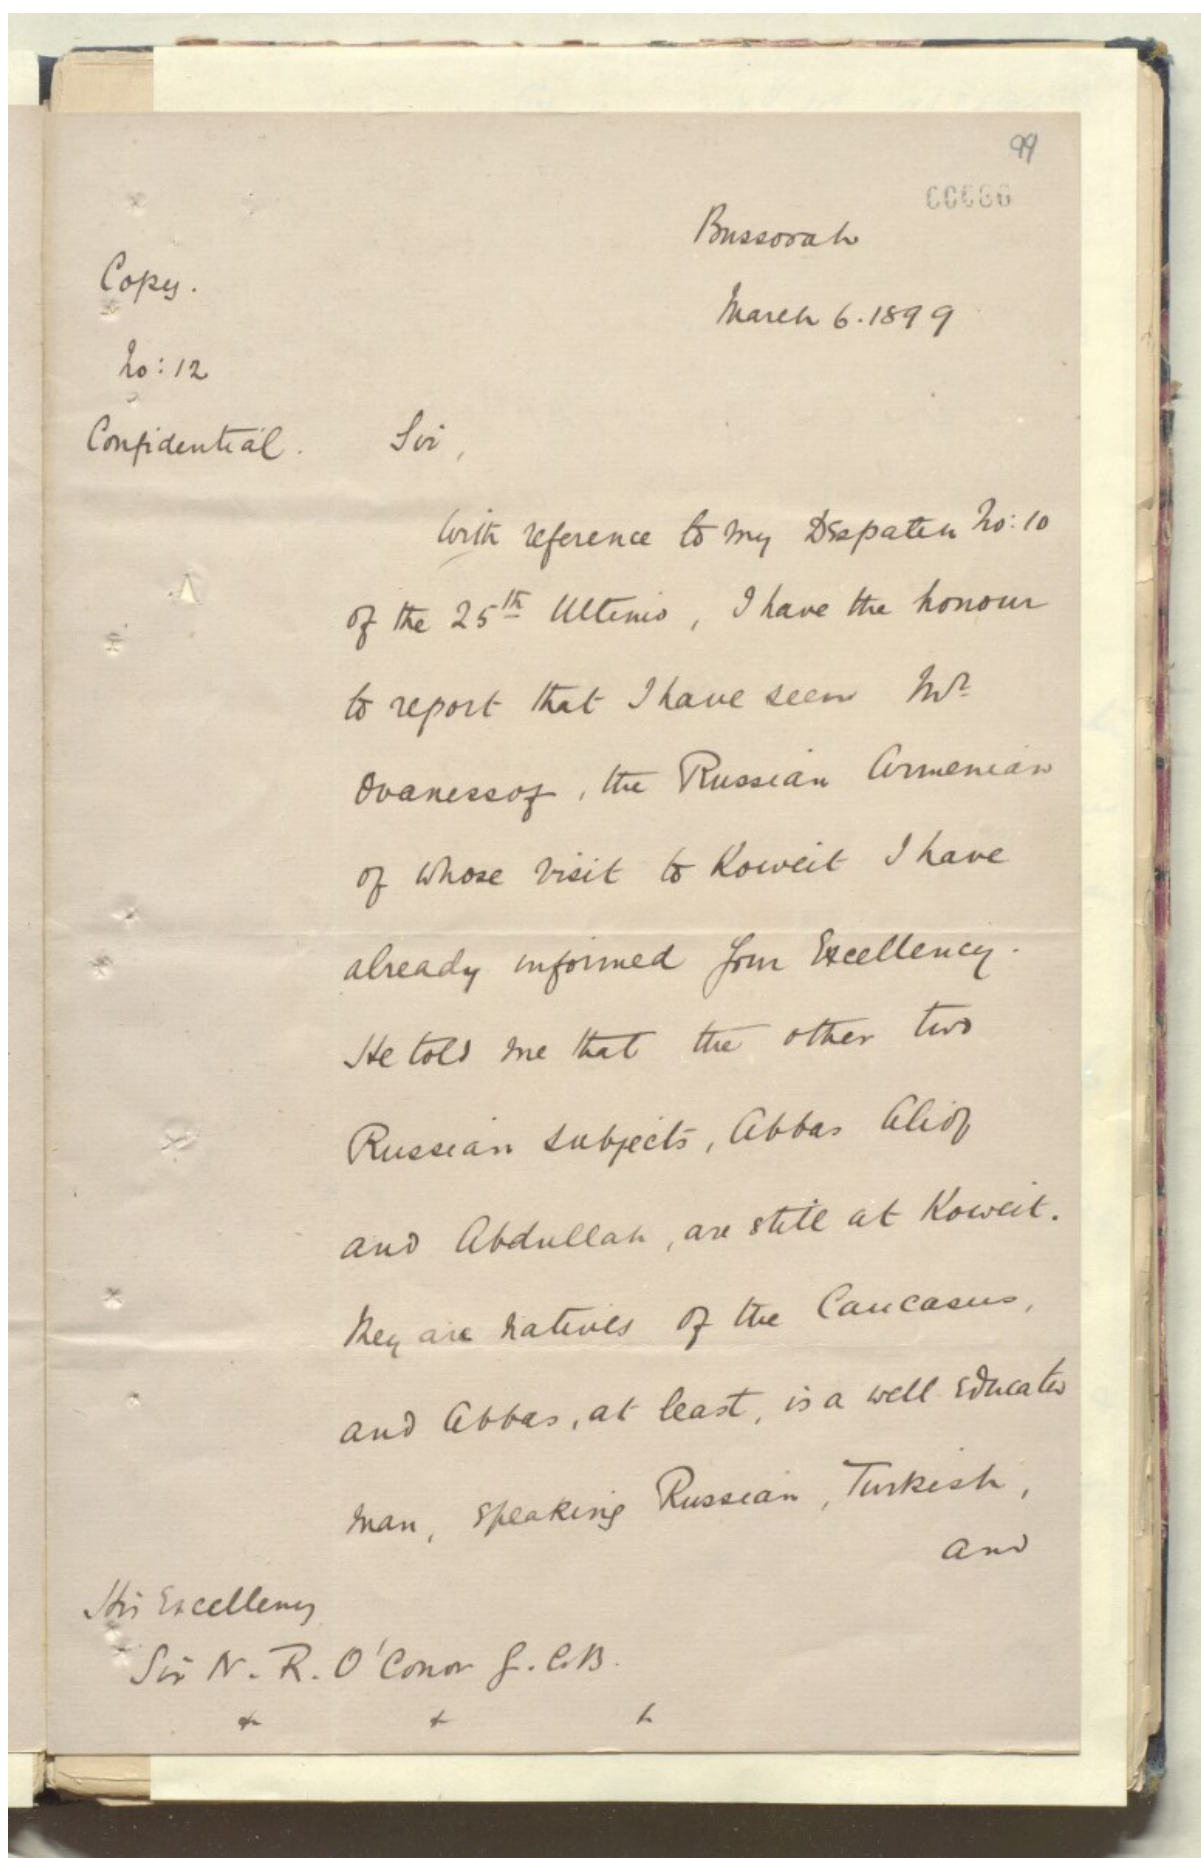 99
Bussorah
Copy.
March 6. 1899
No: 12
Confidential.
Sir,
With reference to my Despatch No: 10
of the 25th Ultimo, I have the honour
to report that I have seen Mr
Ovanessof, the Russian Armenian
of whose visit to Koweit I have
already informed Your Excellency.
He told me that the other two
Russian subjects, Abbas Aliof
and Abdullah, are still at Koweit.
They are natives of the Caucasus,
and Abbas, at least, is a well educated
man, speaking Russian, Turkish,
and
His Excellency
Sir N. R. O'Conor G.C.B.